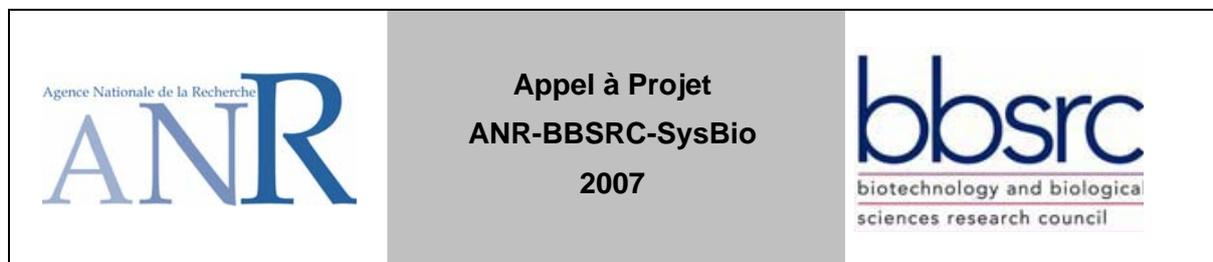 Agence Nationale de la Recherche
ANR
Appel à Projet
ANR-BBSRC-SysBio
2007
bbsrc
biotechnology and biological
sciences research council